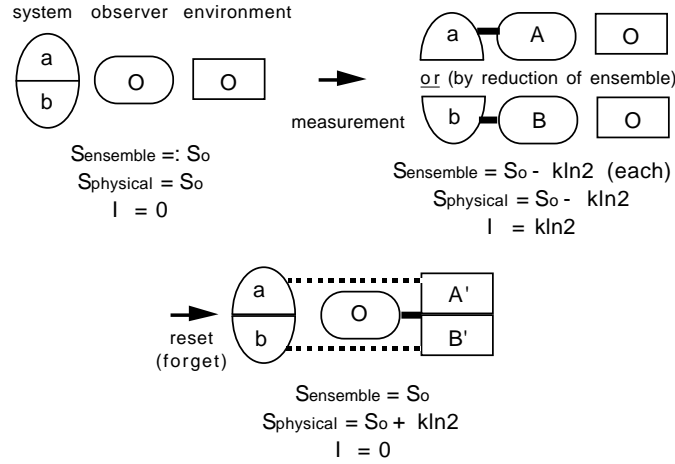 system observer environment
a
b
O
O
Sensemble =: So
Sphysical = So
I = 0
measurement
a
A
O
or (by reduction of ensemble)
b
B
O
Sensemble = So - kln2 (each)
Sphysical = So - kln2
I = kln2
reset
(forget)
a
b
O
A'
B'
Sensemble = So
Sphysical = So + kln2
I = 0